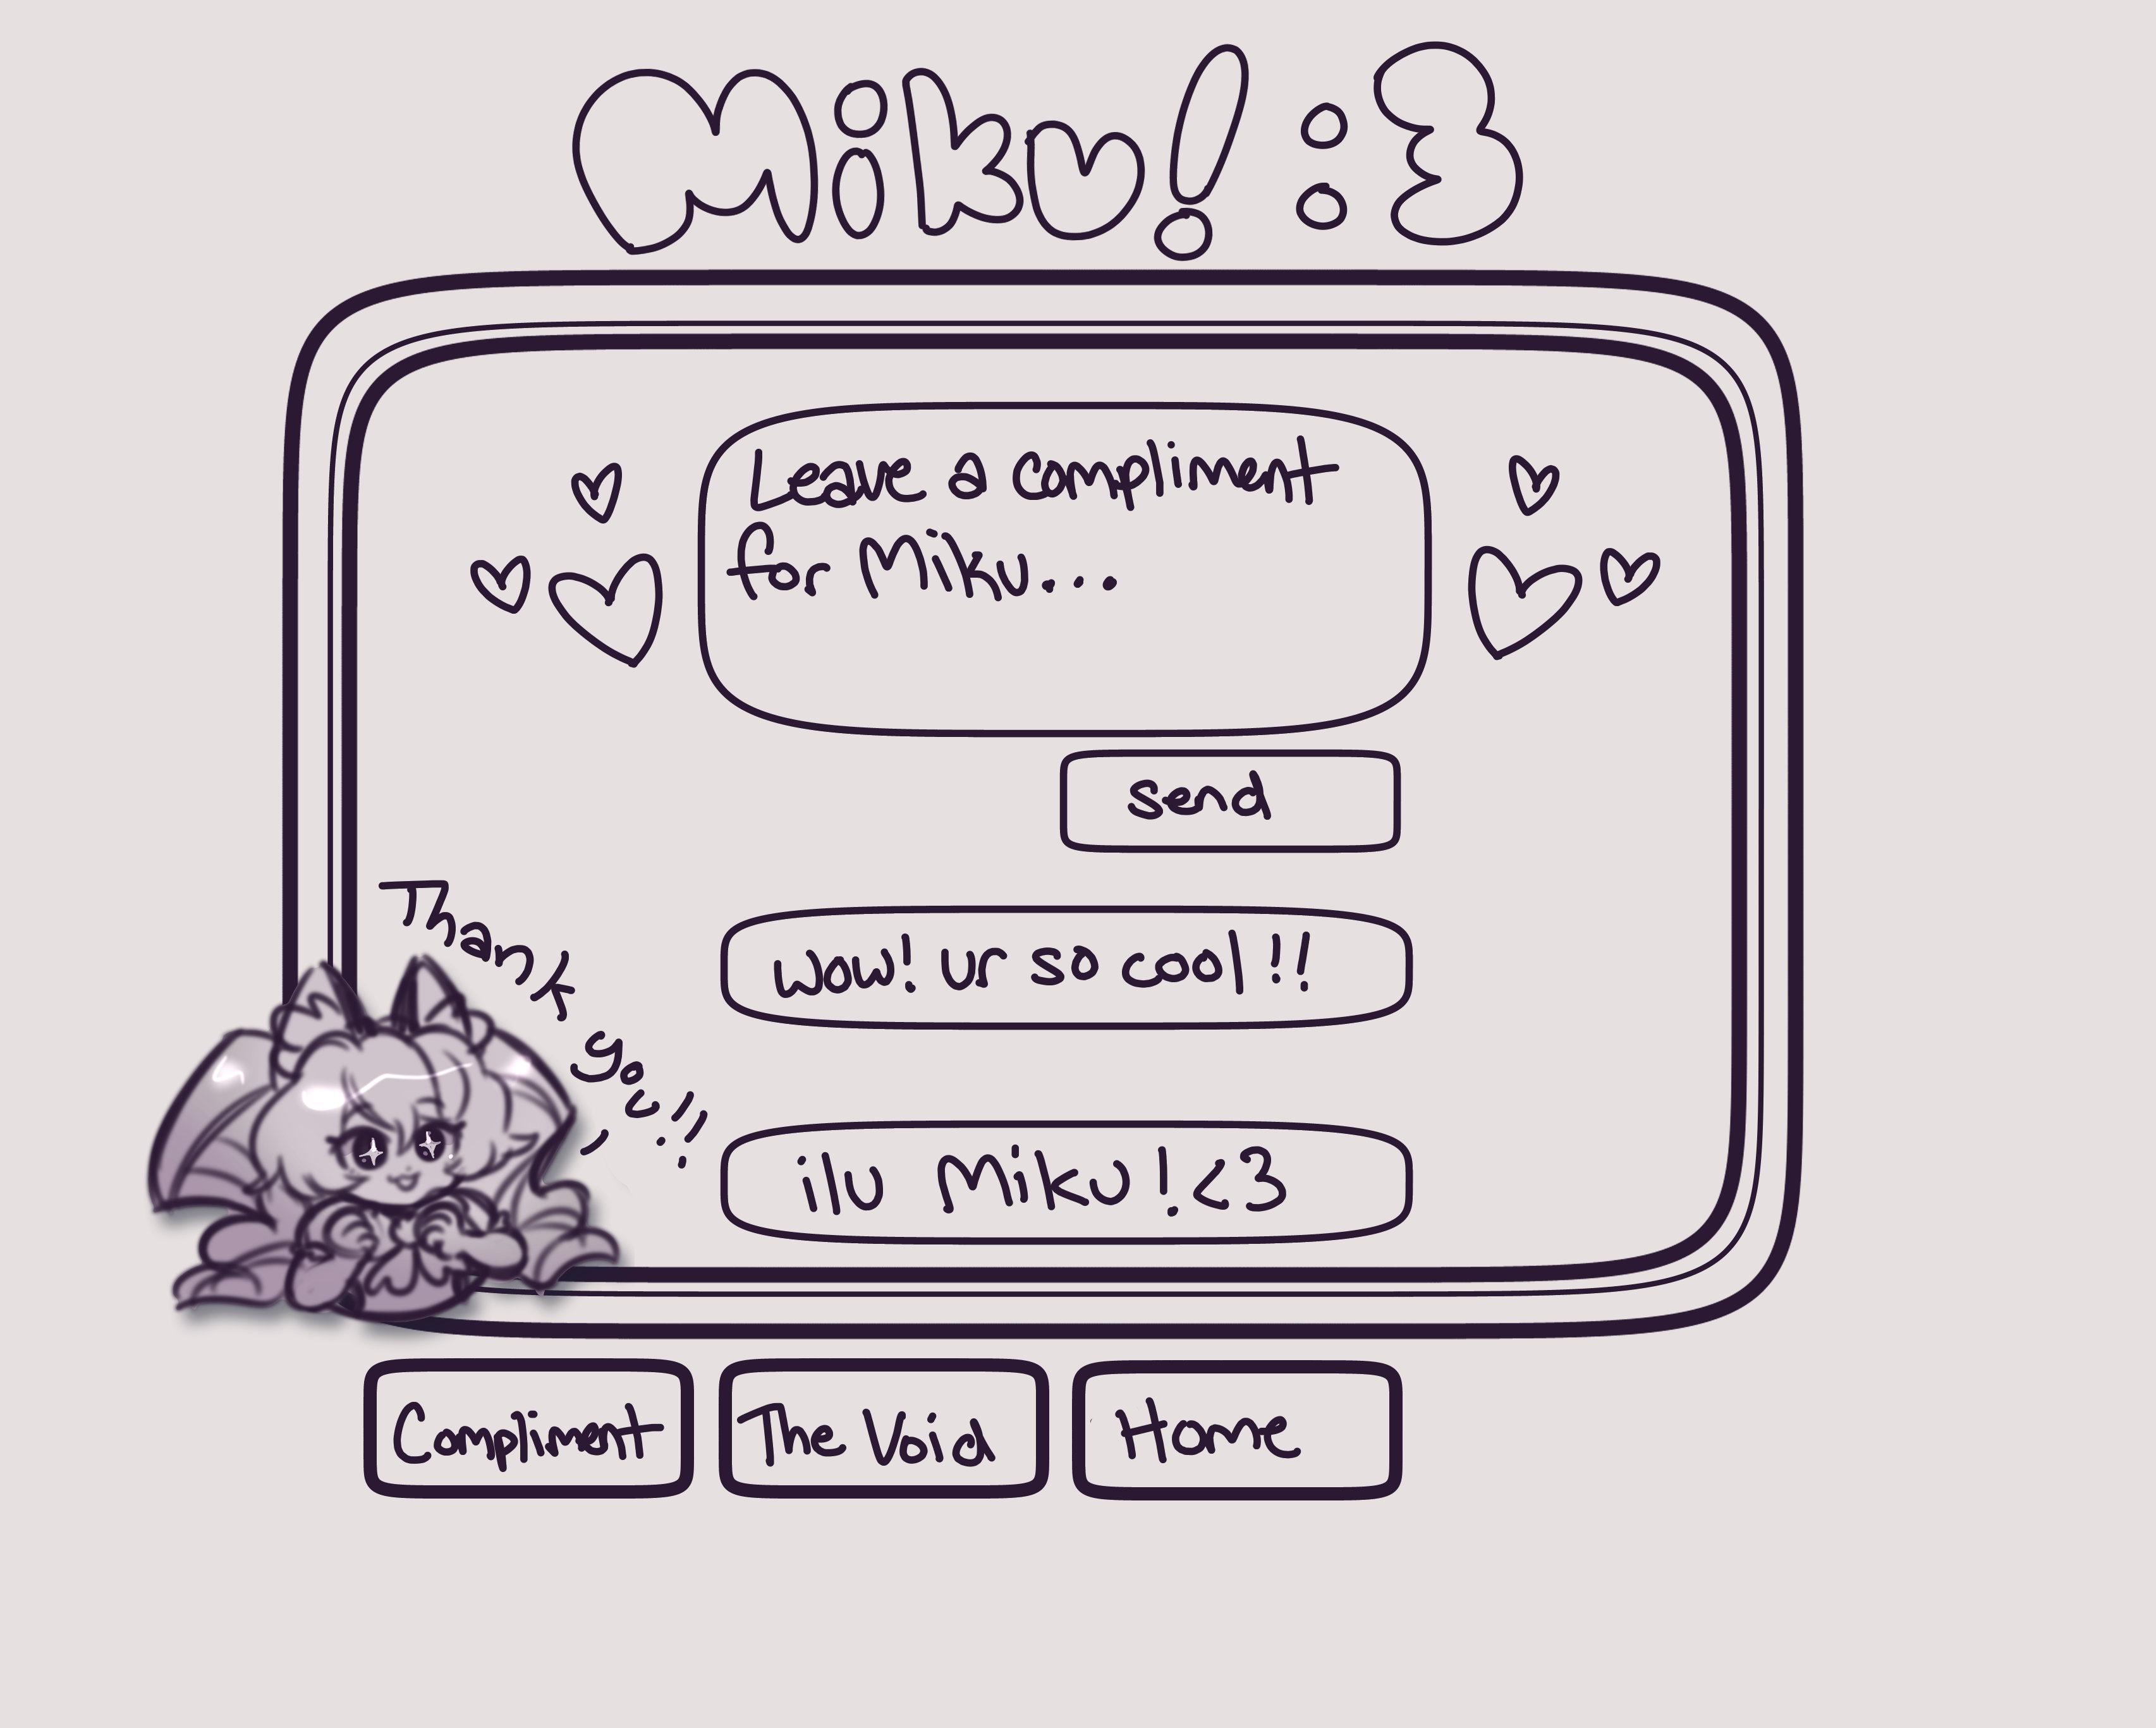 Miku! :3
Leave a compliment
for Miku...
send
Thank you!!
wow! ur so cool!!
ilu Miku! <3
Compliment
The Void
Home